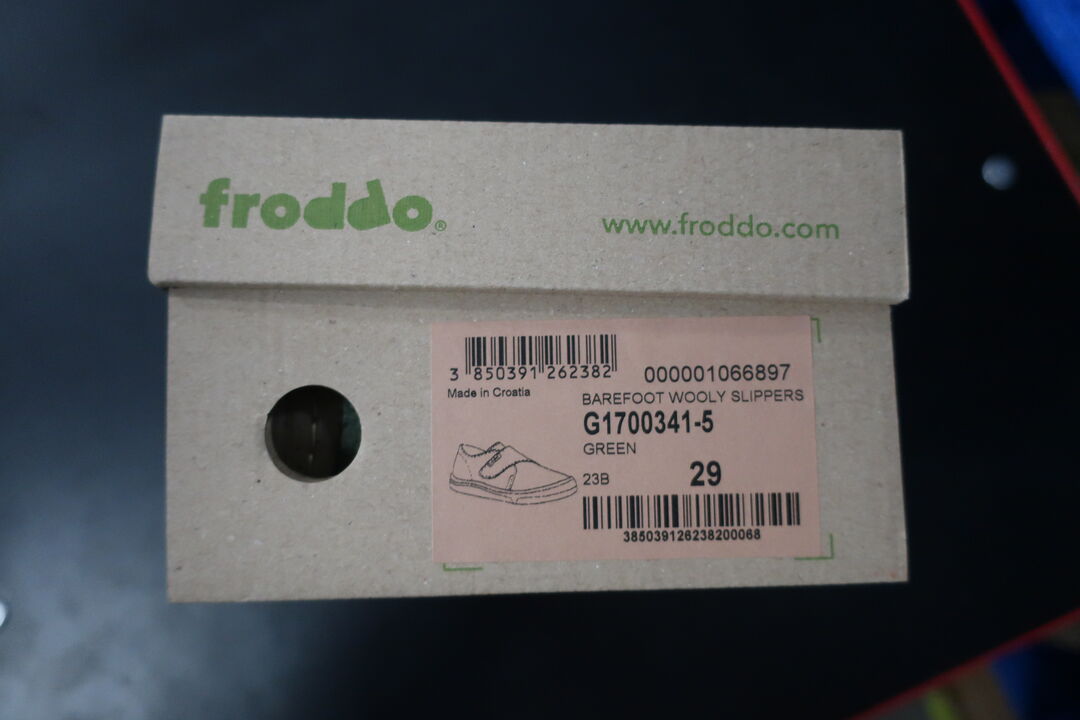 froddo®
www.froddo.com
3 850391 262382
000001066897
Made in Croatia
BAREFOOT WOOLY SLIPPERS
G1700341-5
GREEN
23B
29
385039126238200068